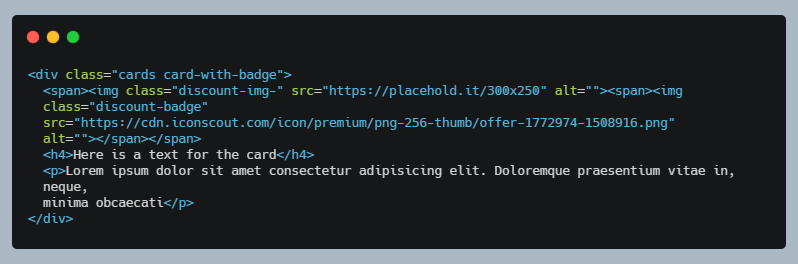 <div class="cards card-with-badge">
<span><img class="discount-img-" src="https://placehold.it/300x250" alt=""><span><img
class="discount-badge"
src="https://cdn.iconscout.com/icon/premium/png-256-thumb/offer-1772974-1508916.png"
alt=""></span></span>
<h4>Here is a text for the card</h4>
<p>Lorem ipsum dolor sit amet consectetur adipisicing elit. Doloremque praesentium vitae in,
neque,
minima obcaecati</p>
</div>